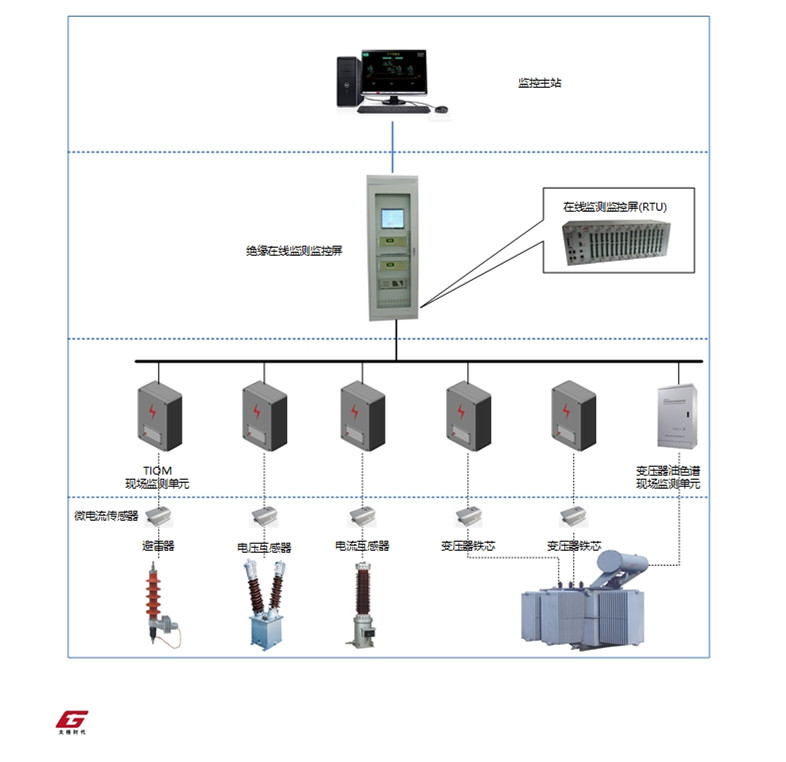 监控主站
绝缘在线监测监控屏
在线监测监控屏(RTU)
TIOM
现场监测单元
变压器油色谱
现场监测单元
微电流传感器
避雷器
电压互感器
电流互感器
变压器铁芯
变压器铁芯
太格时代